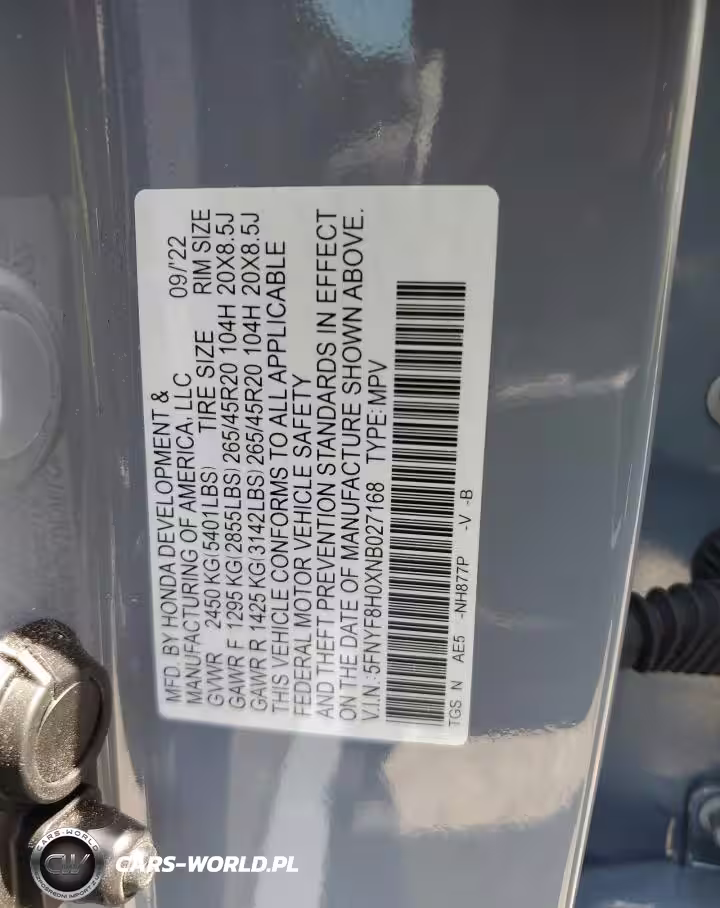 MFD. BY HONDA DEVELOPMENT &
MANUFACTURING OF AMERICA, LLC 09/'22
GVWR 2450 KG(5401LBS) TIRE SIZE RIM SIZE
GAWR F 1295 KG(2855LBS) 265/45R20 104H 20X8.5J
GAWR R 1425 KG(3142LBS) 265/45R20 104H 20X8.5J
THIS VEHICLE CONFORMS TO ALL APPLICABLE
FEDERAL MOTOR VEHICLE SAFETY
AND THEFT PREVENTION STANDARDS IN EFFECT
ON THE DATE OF MANUFACTURE SHOWN ABOVE.
V.I.N: 5FNYF8H0XNB027168 TYPE: MPV
TGS N AE5 -NH877P -V -B
CARS-WORLD
CW
CARS-WORLD.PL